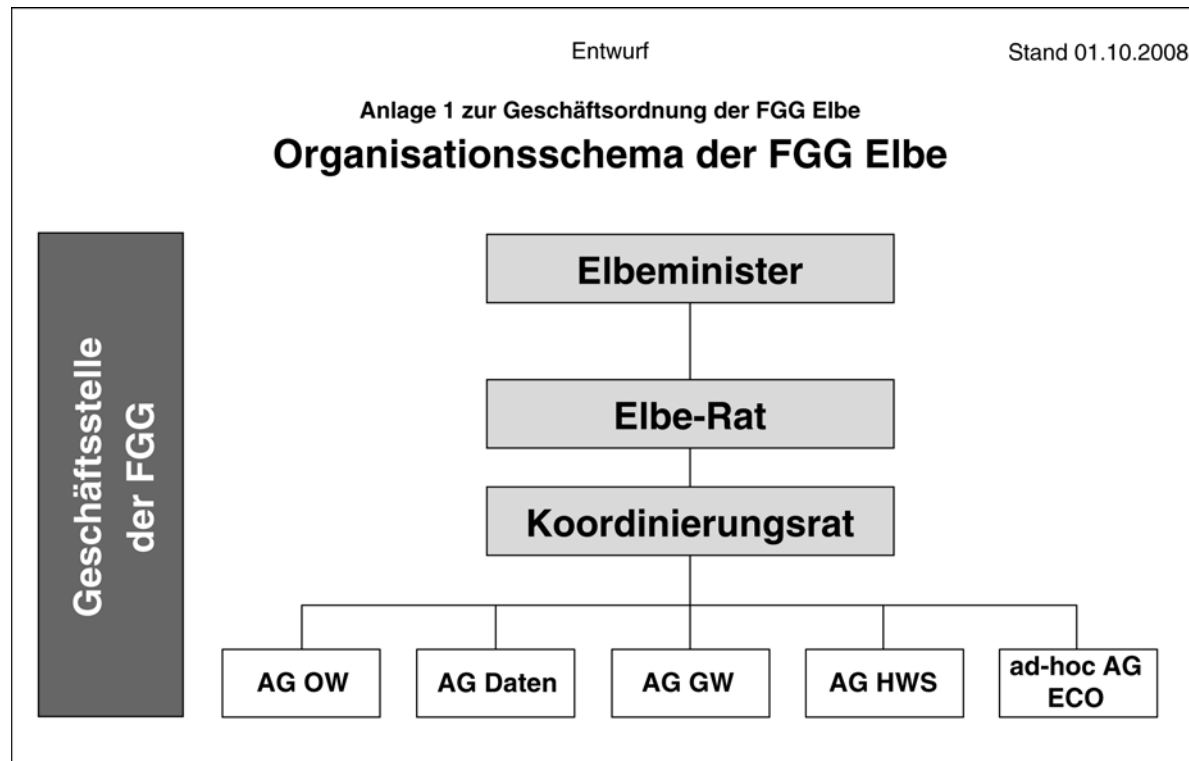 Entwurf
Stand 01.10.2008
Anlage 1 zur Geschäftsordnung der FGG Elbe
Organisationsschema der FGG Elbe
Geschäftsstelle
der FGG
Elbeminister
Elbe-Rat
Koordinierungsrat
AG OW
AG Daten
AG GW
AG HWS
ad-hoc AG
ECO